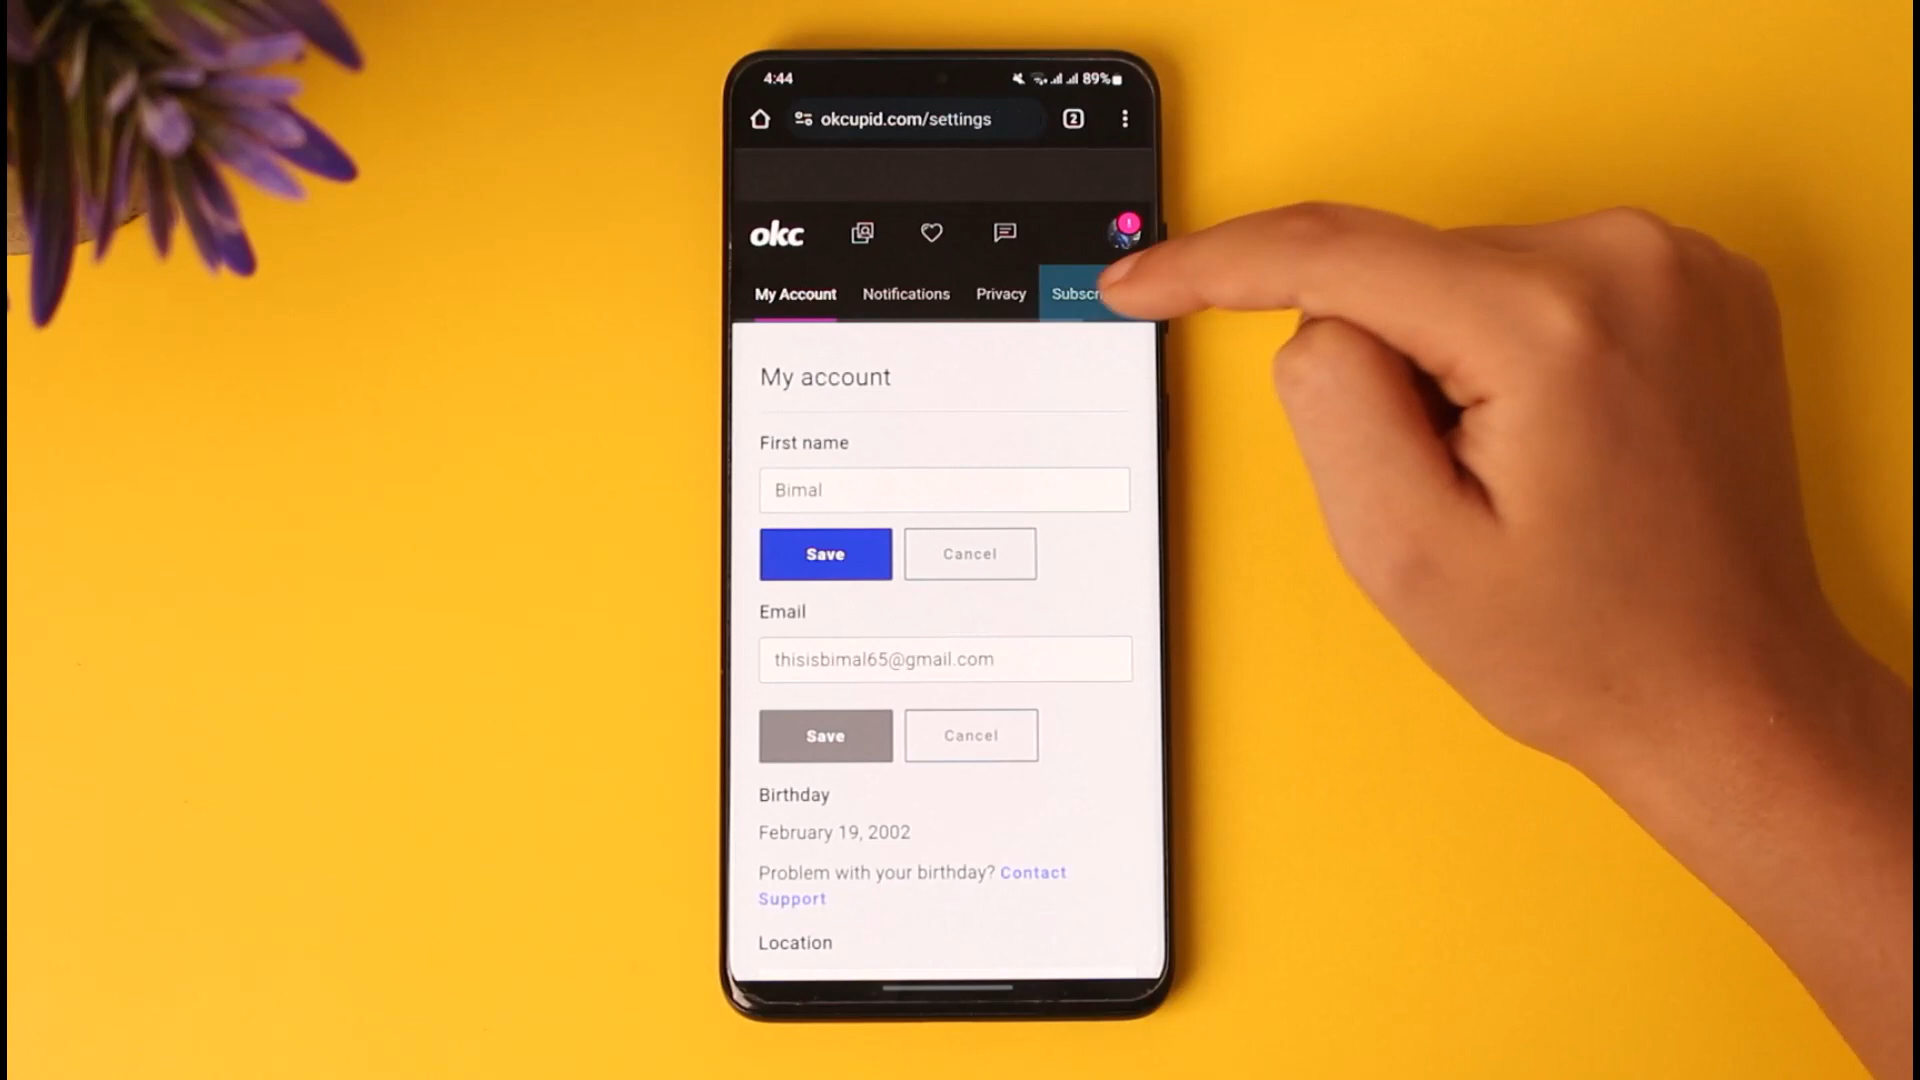 4:44
89%
okcupid.com/settings
2
okc
!
My Account Notifications Privacy
My account
First name
Bimal
Save Cancel
Email
thisisbimal65@gmail.com
Save Cancel
Birthday
February 19, 2002
Problem with your birthday? Contact
Support
Location